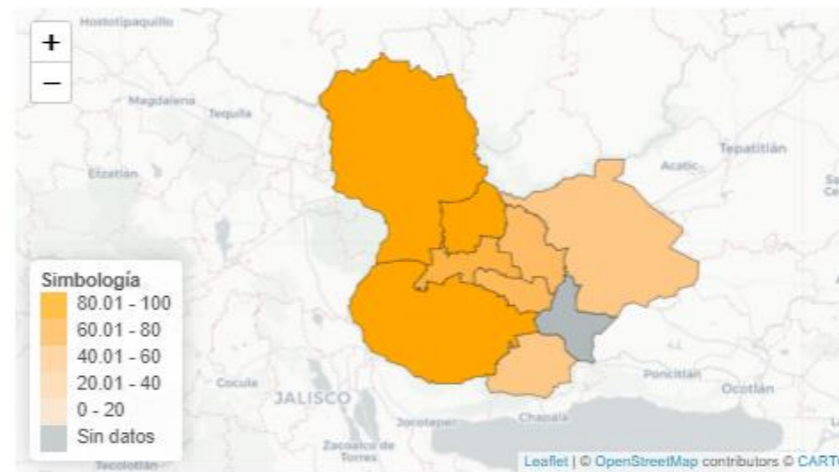 Hostotipaquillo
+
−
Magdalena
Tequila
Tepatitlán
Acatic
Etzatlán
Simbología
80.01 - 100
60.01 - 80
40.01 - 60
20.01 - 40
0 - 20
Sin datos
Cocula
JALISCO
Poncitlán
Ocotlán
Jocotepec
Chapala
Zacoalco de
Torres
Tecolotlán
Leaflet | © OpenStreetMap contributors © CART